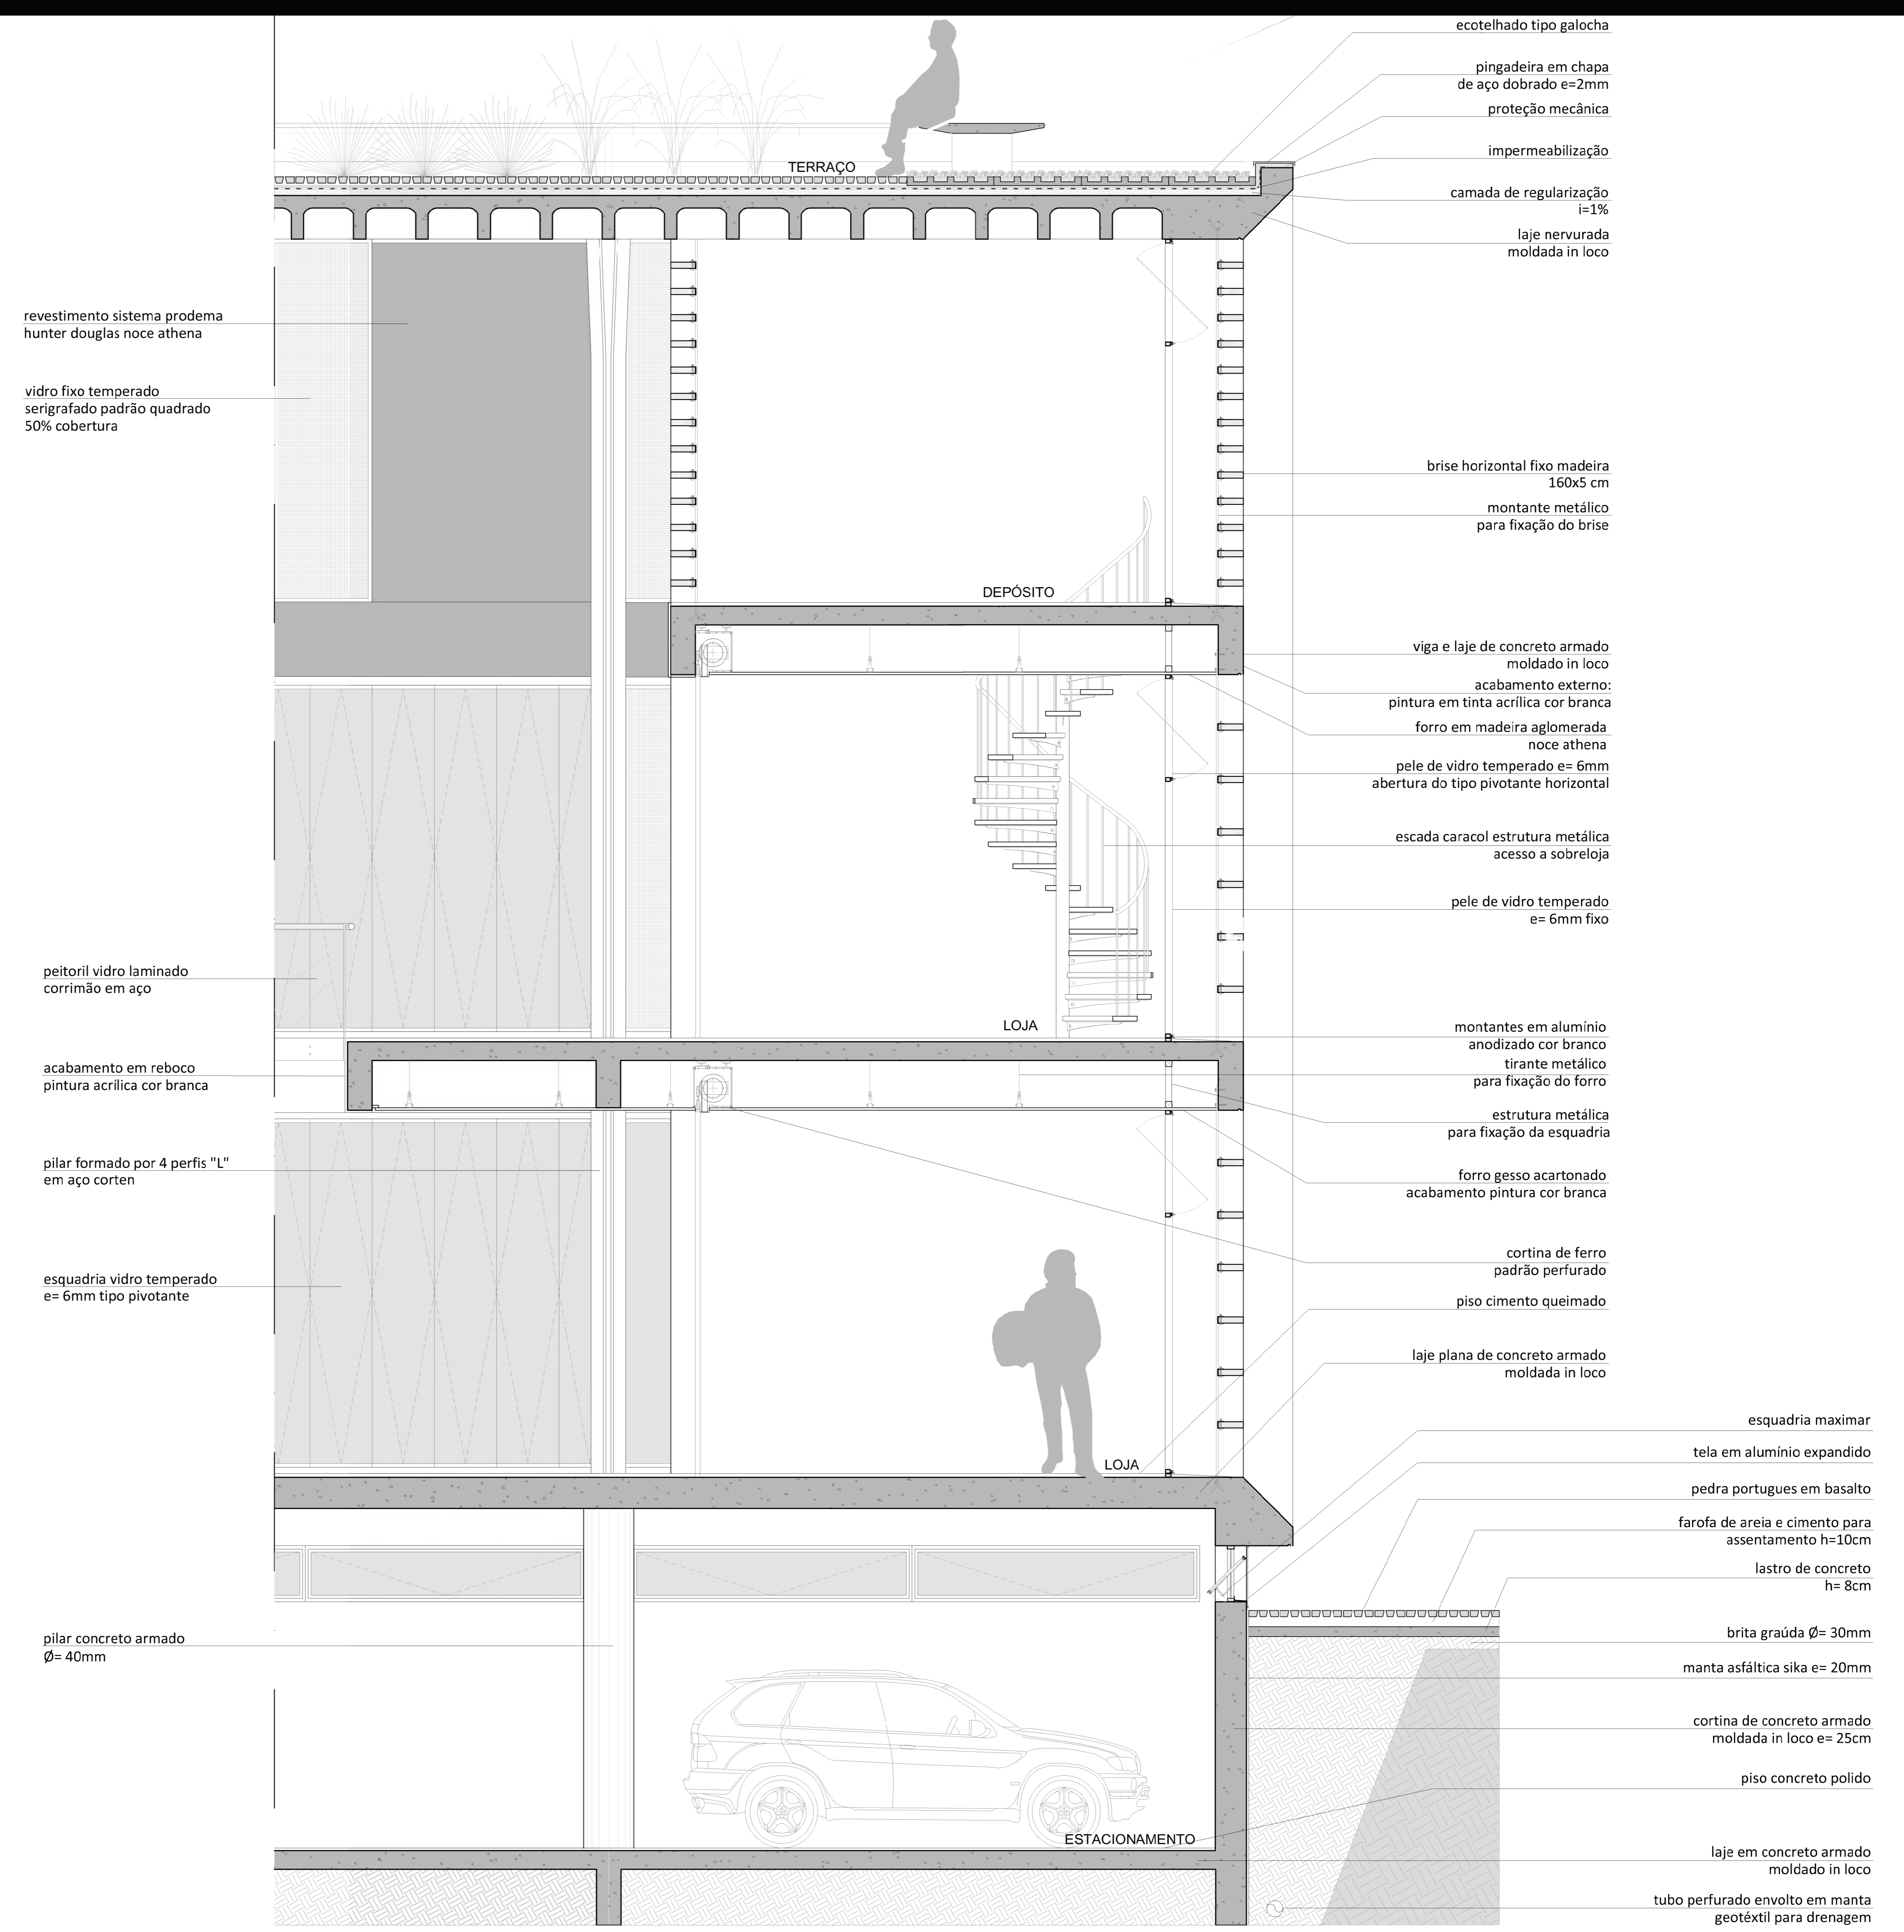 ecotelhado tipo galocha
pingadeira em chapa
de aço dobrado e=2mm
proteção mecânica
impermeabilização
camada de regularização
i=1%
laje nervurada
moldada in loco
TERRAÇO
revestimento sistema prodema
hunter douglas noce athena
vidro fixo temperado
serigrafado padrão quadrado
50% cobertura
brise horizontal fixo madeira
160x5 cm
montante metálico
para fixação do brise
DEPÓSITO
viga e laje de concreto armado
moldado in loco
acabamento externo:
pintura em tinta acrílica cor branca
forro em madeira aglomerada
noce athena
pele de vidro temperado e= 6mm
abertura do tipo pivotante horizontal
escada caracol estrutura metálica
acesso a sobreloja
pele de vidro temperado
e= 6mm fixo
peitoril vidro laminado
corrimão em aço
LOJA
montantes em alumínio
anodizado cor branco
tirante metálico
para fixação do forro
acabamento em reboco
pintura acrílica cor branca
estrutura metálica
para fixação da esquadria
pilar formado por 4 perfis "L"
em aço corten
forro gesso acartonado
acabamento pintura cor branca
cortina de ferro
padrão perfurado
esquadria vidro temperado
e= 6mm tipo pivotante
piso cimento queimado
laje plana de concreto armado
moldada in loco
LOJA
esquadria maximar
tela em alumínio expandido
pedra portugues em basalto
farofa de areia e cimento para
assentamento h=10cm
lastro de concreto
h= 8cm
pilar concreto armado
Ø= 40mm
brita graúda Ø= 30mm
manta asfáltica sika e= 20mm
cortina de concreto armado
moldada in loco e= 25cm
piso concreto polido
ESTACIONAMENTO
laje em concreto armado
moldado in loco
tubo perfurado envolto em manta
geotéxtil para drenagem